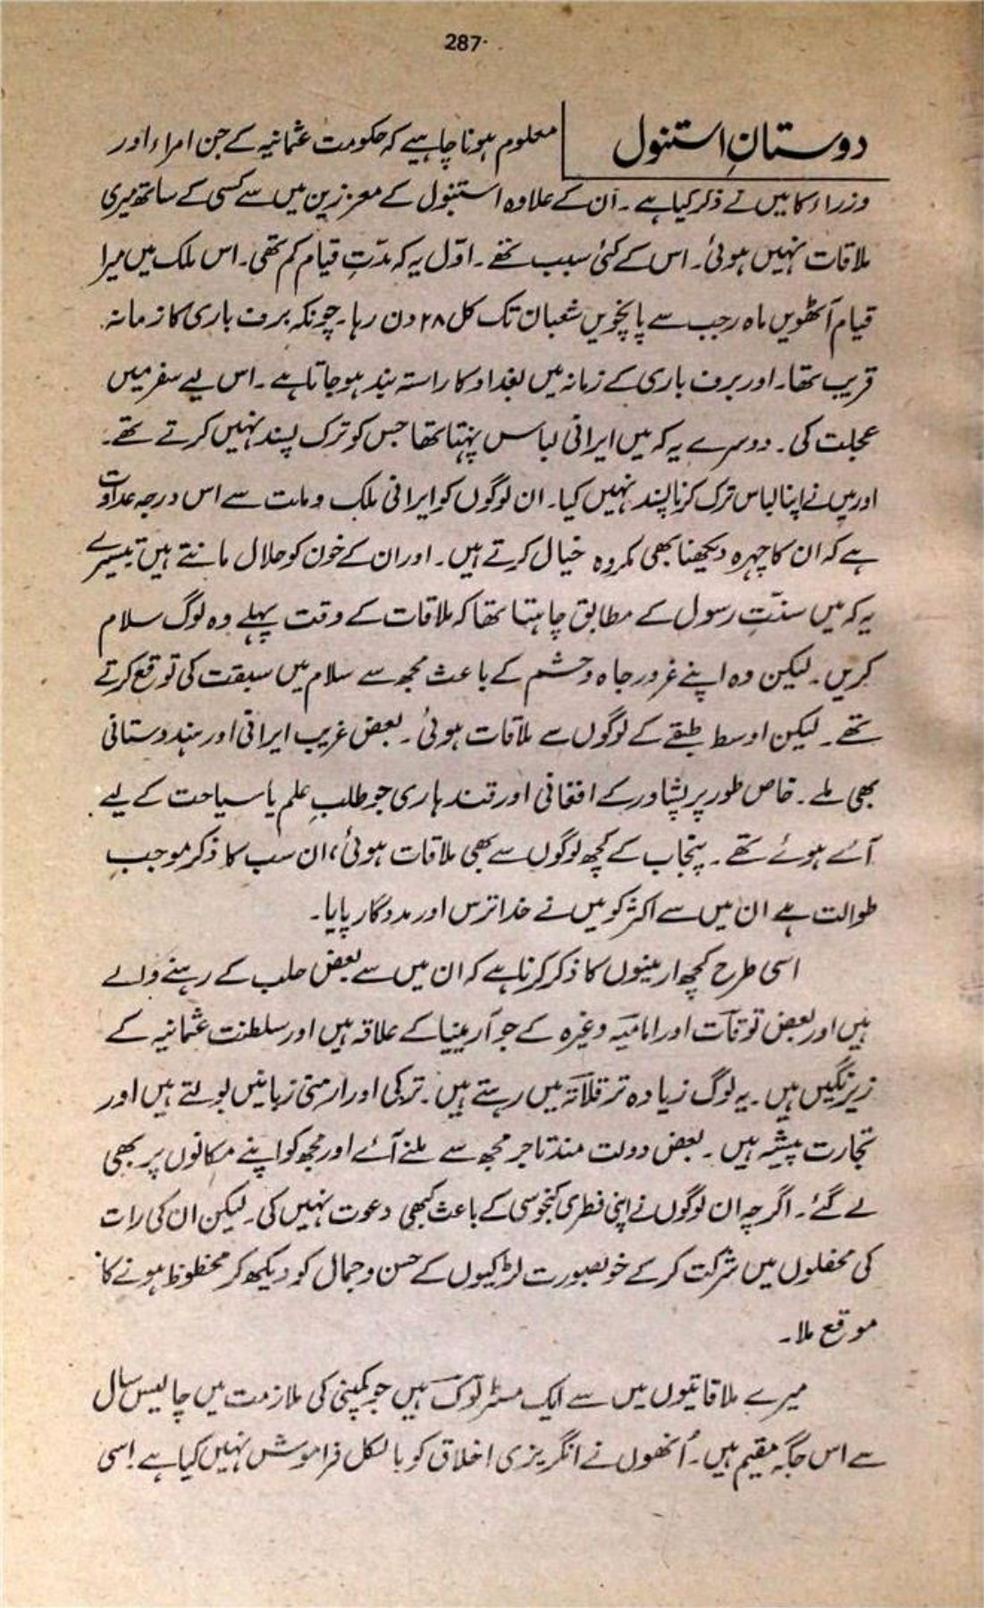 287
دوستانِ استنبول
معلوم ہونا چاہیے کہ حکومت عثمانیہ کے جن امراء اور
وزراء کا میں نے ذکر کیا ہے۔ ان کے علاوہ استنبول کے معززین میں سے کسی کے ساتھ میری
ملاقات نہیں ہوئی۔ اس کے کئی سبب تھے۔ اوّل یہ کہ مدّتِ قیام کم تھی۔ اس ملک میں میرا
قیام آٹھویں ماہ رجب سے پانچویں شعبان تک کل ۲۸ دن رہا۔ چونکہ برف باری کا زمانہ
قریب تھا۔ اور برف باری کے زمانہ میں بغداد کا راستہ بند ہو جاتا ہے۔ اس لیے سفر میں
عجلت کی۔ دوسرے یہ کہ میں ایرانی لباس پہنتا تھا جس کو ترک پسند نہیں کرتے تھے۔
اور میں نے اپنا لباس ترک کرنا پسند نہیں کیا۔ ان لوگوں کو ایرانی ملک و ملت سے اس درجہ عداوت
ہے کہ ان کا چہرہ دیکھنا بھی مکروہ خیال کرتے ہیں۔ اور ان کے خون کو حلال مانتے ہیں تیسرے
یہ کہ میں سنّتِ رسول کے مطابق چاہتا تھا کہ ملاقات کے وقت پہلے وہ لوگ سلام
کریں۔ لیکن وہ اپنے غرور جاہ و حشم کے باعث مجھ سے سلام میں سبقت کی توقع کرتے
تھے۔ لیکن اوسط طبقے کے لوگوں سے ملاقات ہوئی۔ بعض غریب ایرانی اور ہندوستانی
بھی ملے۔ خاص طور پر پشاور کے افغانی اور قندہاری جو طلبِ علم یا سیاحت کے لیے
آئے ہوئے تھے۔ پنجاب کے کچھ لوگوں سے بھی ملاقات ہوئی، ان سب کا ذکر موجبِ
طوالت ہے ان میں سے اکثر کو میں نے خدا ترس اور مددگار پایا۔
اسی طرح کچھ ارمینوں کا ذکر کرنا ہے کہ ان میں سے بعض حلب کے رہنے والے
ہیں اور بعض توقات اور اماسیہ وغیرہ کے جو آرمینیا کے علاقہ ہیں اور سلطنت عثمانیہ کے
زیرنگیں ہیں۔ یہ لوگ زیادہ تر قلاتہ میں رہتے ہیں۔ ترکی اور ارمنی زبانیں بولتے ہیں اور
تجارت پیشہ ہیں۔ بعض دولت مند تاجر مجھ سے ملنے آئے اور مجھ کو اپنے مکانوں پر بھی
لے گئے۔ اگرچہ ان لوگوں نے اپنی فطری کنجوسی کے باعث کبھی دعوت نہیں کی۔ لیکن ان کی رات
کی محفلوں میں شرکت کر کے خوبصورت لڑکیوں کے حسن و جمال کو دیکھ کر محظوظ ہونے کا
موقع ملا۔
میرے ملاقاتیوں میں سے ایک مسٹر لوک ہیں جو کمپنی کی ملازمت میں چالیس سال
سے اس جگہ مقیم ہیں۔ اُنھوں نے انگریزی اخلاق کو بالکل فراموش نہیں کیا ہے اسی